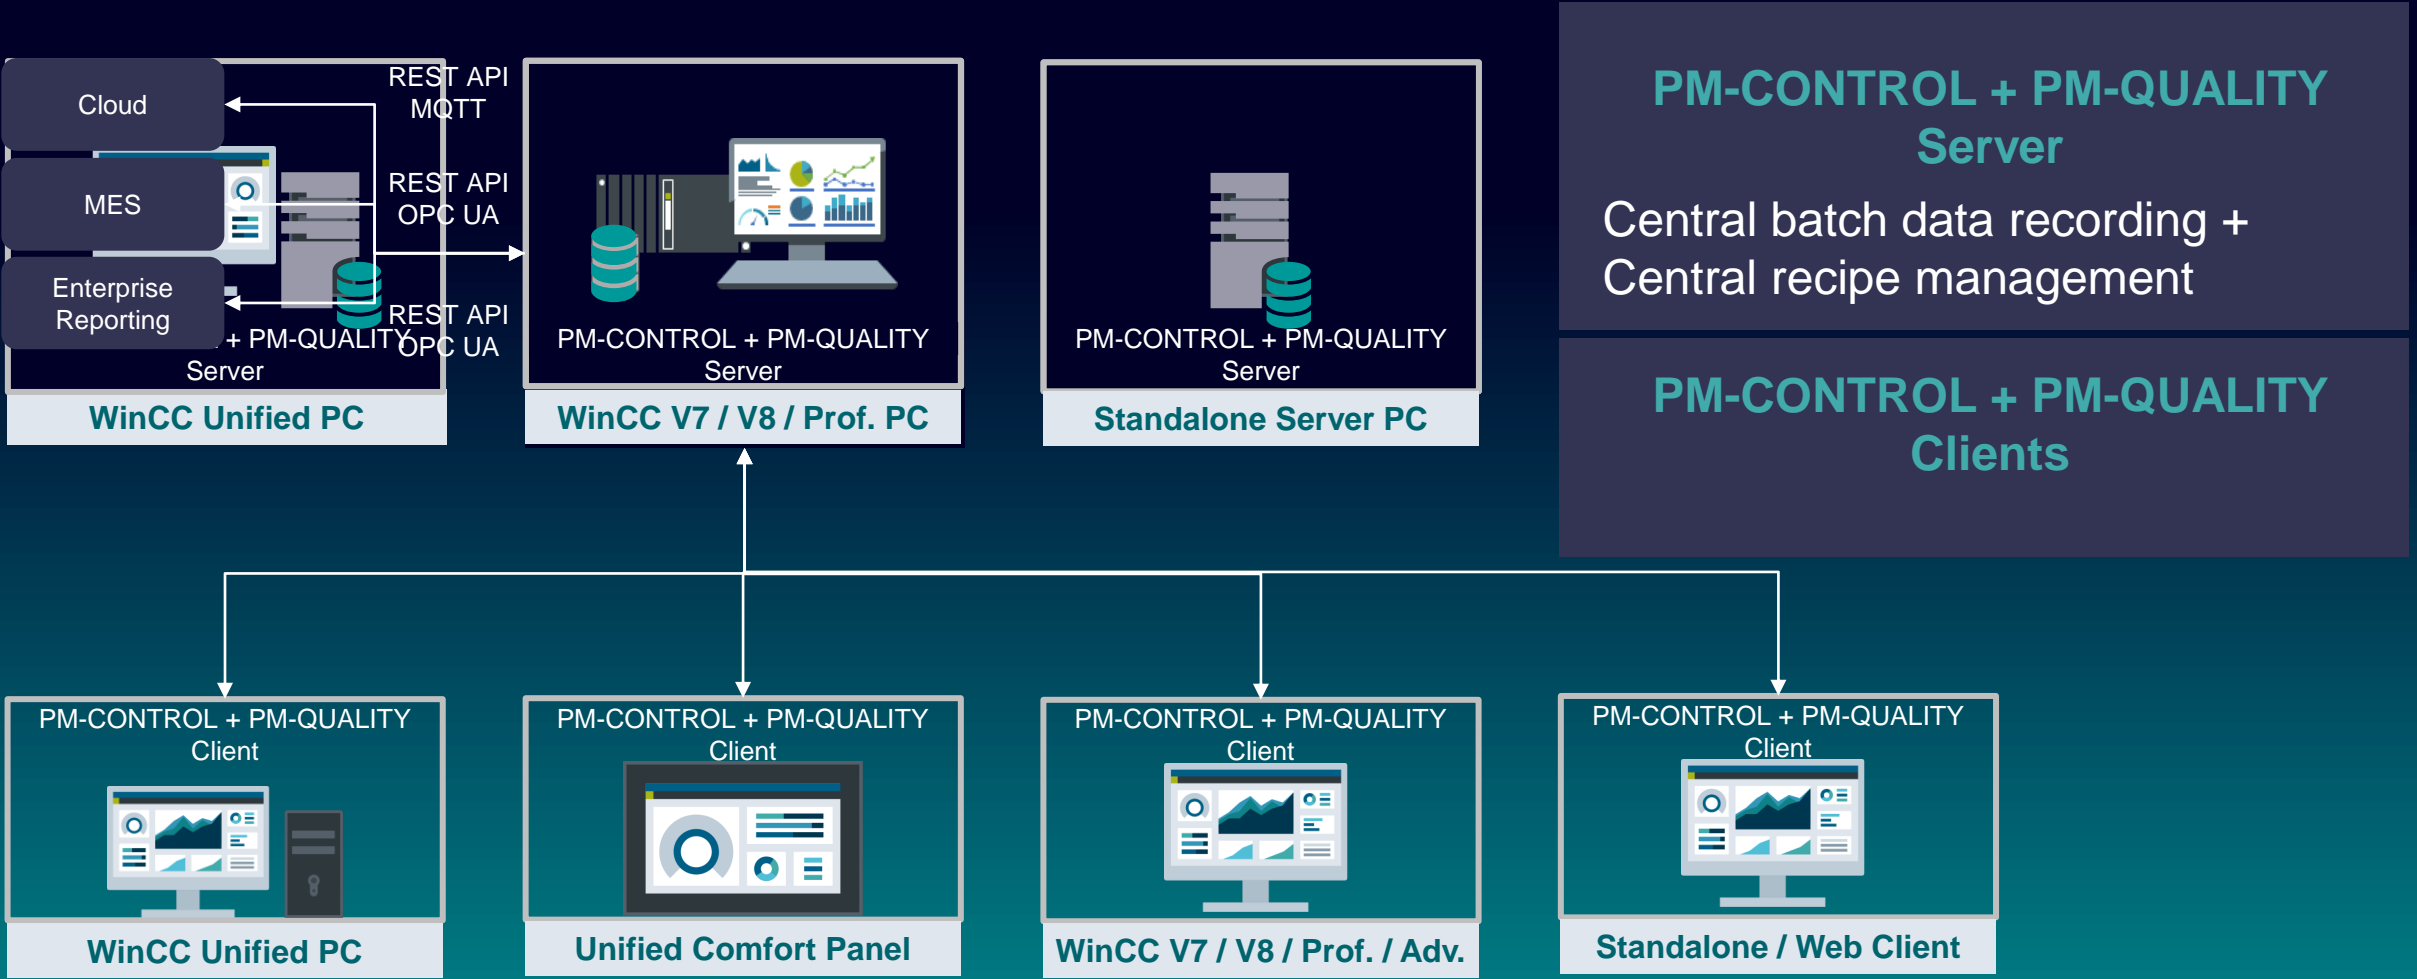 Cloud
MES
Enterprise
Reporting
REST API
MQTT
REST API
OPC UA
REST API
OPC UA
+ PM-QUALITY
Server
WinCC Unified PC
PM-CONTROL + PM-QUALITY
Server
WinCC V7 / V8 / Prof. PC
PM-CONTROL + PM-QUALITY
Server
Standalone Server PC
PM-CONTROL + PM-QUALITY
Server
Central batch data recording +
Central recipe management
PM-CONTROL + PM-QUALITY
Clients
PM-CONTROL + PM-QUALITY
Client
WinCC Unified PC
PM-CONTROL + PM-QUALITY
Client
Unified Comfort Panel
PM-CONTROL + PM-QUALITY
Client
WinCC V7 / V8 / Prof. / Adv.
PM-CONTROL + PM-QUALITY
Client
Standalone / Web Client